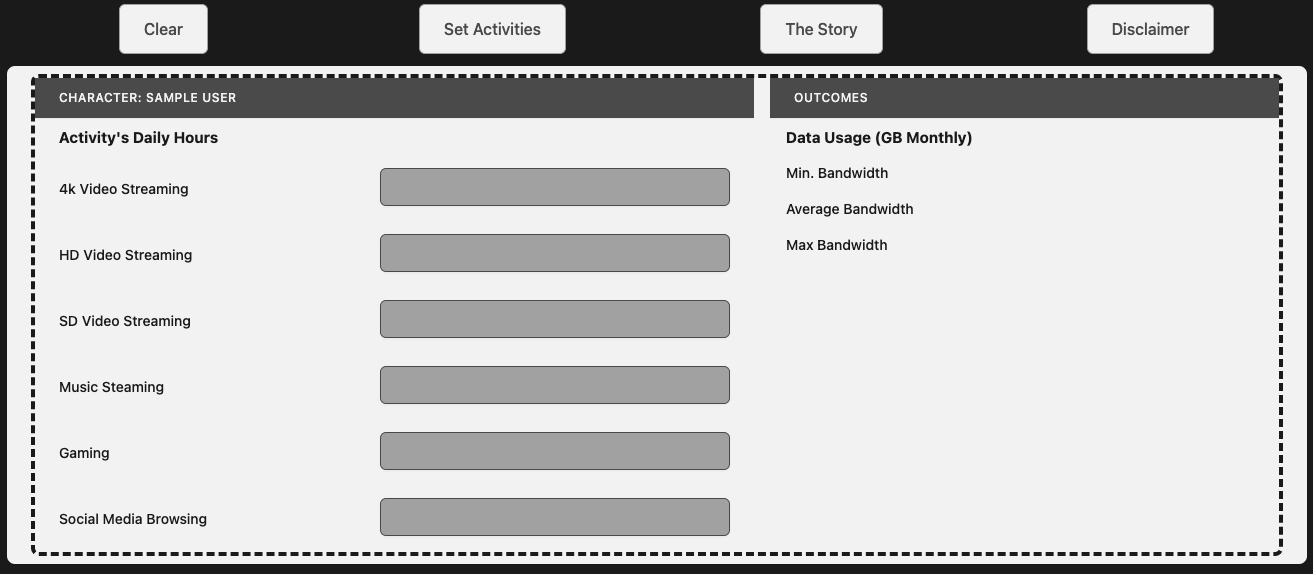 Clear
Set Activities
The Story
Disclaimer
CHARACTER: SAMPLE USER
Activity's Daily Hours
4k Video Streaming
HD Video Streaming
SD Video Streaming
Music Steaming
Gaming
Social Media Browsing
OUTCOMES
Data Usage (GB Monthly)
Min. Bandwidth
Average Bandwidth
Max Bandwidth